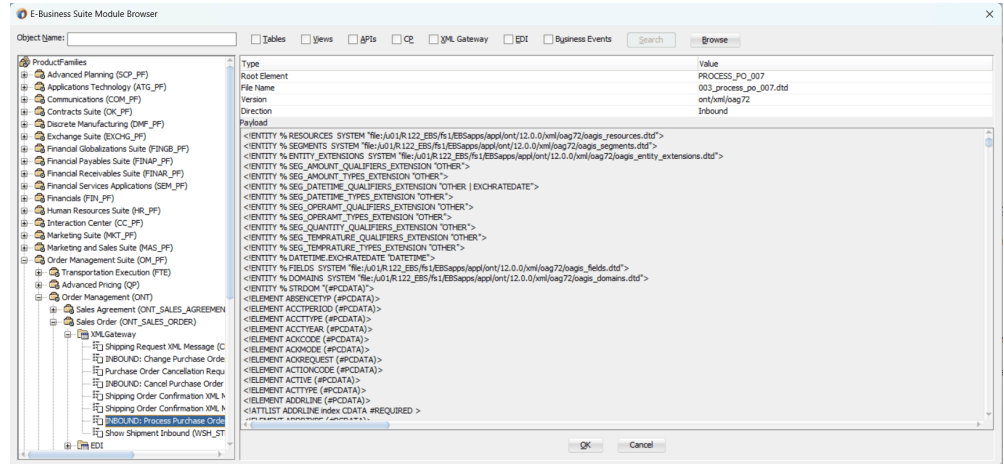 E-Business Suite Module Browser
Object Name: Tables Views APIs CP XML Gateway EDI Business Events Search Browse
ProductFamilies
Advanced Planning (SCP_PF)
Applications Technology (ATG_PF)
Communications (COM_PF)
Contracts Suite (OK_PF)
Discrete Manufacturing (DMF_PF)
Exchange Suite (EXCHG_PF)
Financial Globalizations Suite (FINGB_PF)
Financial Payables Suite (FINAP_PF)
Financial Receivables Suite (FINAR_PF)
Financial Services Applications (SEM_PF)
Financials (FIN_PF)
Human Resources Suite (HR_PF)
Interaction Center (CC_PF)
Marketing Suite (MKT_PF)
Marketing and Sales Suite (MAS_PF)
Order Management Suite (OM_PF)
Transportation Execution (FTE)
Advanced Pricing (QP)
Order Management (ONT)
Sales Agreement (ONT_SALES_AGREEMEN
Sales Order (ONT_SALES_ORDER)
XMLGateway
Shipping Request XML Message (C
INBOUND: Change Purchase Orde
Purchase Order Cancellation Requ
INBOUND: Cancel Purchase Order
Shipping Order Confirmation XML M
Shipping Order Confirmation XML M
INBOUND: Process Purchase Orde
Show Shipment Inbound (WSH_ST
EDI
Type Value
Root Element PROCESS_PO_007
File Name 003_process_po_007.dtd
Version ont/xml/oag72
Direction Inbound
Payload
<!ENTITY % RESOURCES SYSTEM "file:/u01/R122_EBS/fs1/EBSapps/appl/ont/12.0.0/xml/oag72/oagis_resources.dtd">
<!ENTITY % SEGMENTS SYSTEM "file:/u01/R122_EBS/fs1/EBSapps/appl/ont/12.0.0/xml/oag72/oagis_segments.dtd">
<!ENTITY % ENTITY_EXTENSIONS SYSTEM "file:/u01/R122_EBS/fs1/EBSapps/appl/ont/12.0.0/xml/oag72/oagis_entity_extensions.dtd">
<!ENTITY % SEG_AMOUNT_QUALIFIERS_EXTENSION "OTHER">
<!ENTITY % SEG_AMOUNT_TYPES_EXTENSION "OTHER">
<!ENTITY % SEG_DATETIME_QUALIFIERS_EXTENSION "OTHER | EXCHRATEDATE">
<!ENTITY % SEG_DATETIME_TYPES_EXTENSION "OTHER">
<!ENTITY % SEG_OPERAMT_QUALIFIERS_EXTENSION "OTHER">
<!ENTITY % SEG_OPERAMT_TYPES_EXTENSION "OTHER">
<!ENTITY % SEG_QUANTITY_QUALIFIERS_EXTENSION "OTHER">
<!ENTITY % SEG_TEMPRATURE_QUALIFIERS_EXTENSION "OTHER">
<!ENTITY % SEG_TEMPRATURE_TYPES_EXTENSION "OTHER">
<!ENTITY % DATETIME.EXCHRATEDATE "DATETIME">
<!ENTITY % FIELDS SYSTEM "file:/u01/R122_EBS/fs1/EBSapps/appl/ont/12.0.0/xml/oag72/oagis_fields.dtd">
<!ENTITY % DOMAINS SYSTEM "file:/u01/R122_EBS/fs1/EBSapps/appl/ont/12.0.0/xml/oag72/oagis_domains.dtd">
<!ENTITY % STRDOM "(#PCDATA)">
<!ELEMENT ABSENCETYP (#PCDATA)>
<!ELEMENT ACCTPERIOD (#PCDATA)>
<!ELEMENT ACCTTYPE (#PCDATA)>
<!ELEMENT ACCTYEAR (#PCDATA)>
<!ELEMENT ACKCODE (#PCDATA)>
<!ELEMENT ACKMODE (#PCDATA)>
<!ELEMENT ACKREQUEST (#PCDATA)>
<!ELEMENT ACTIONCODE (#PCDATA)>
<!ELEMENT ACTIVE (#PCDATA)>
<!ELEMENT ACTTYPE (#PCDATA)>
<!ELEMENT ADDRLINE (#PCDATA)>
<!ATTLIST ADDRLINE index CDATA #REQUIRED >
<!ELEMENT ADDRTYPE (#PCDATA)>
OK Cancel